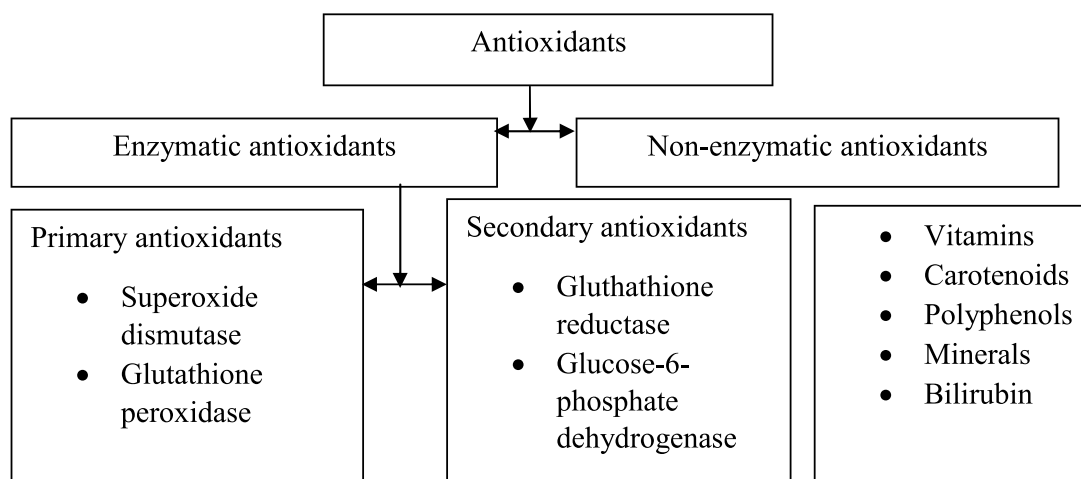 Antioxidants
Enzymatic antioxidants
Non-enzymatic antioxidants
Primary antioxidants
• Superoxide
dismutase
• Glutathione
peroxidase
Secondary antioxidants
• Gluthathione
reductase
• Glucose-6-
phosphate
dehydrogenase
• Vitamins
• Carotenoids
• Polyphenols
• Minerals
• Bilirubin